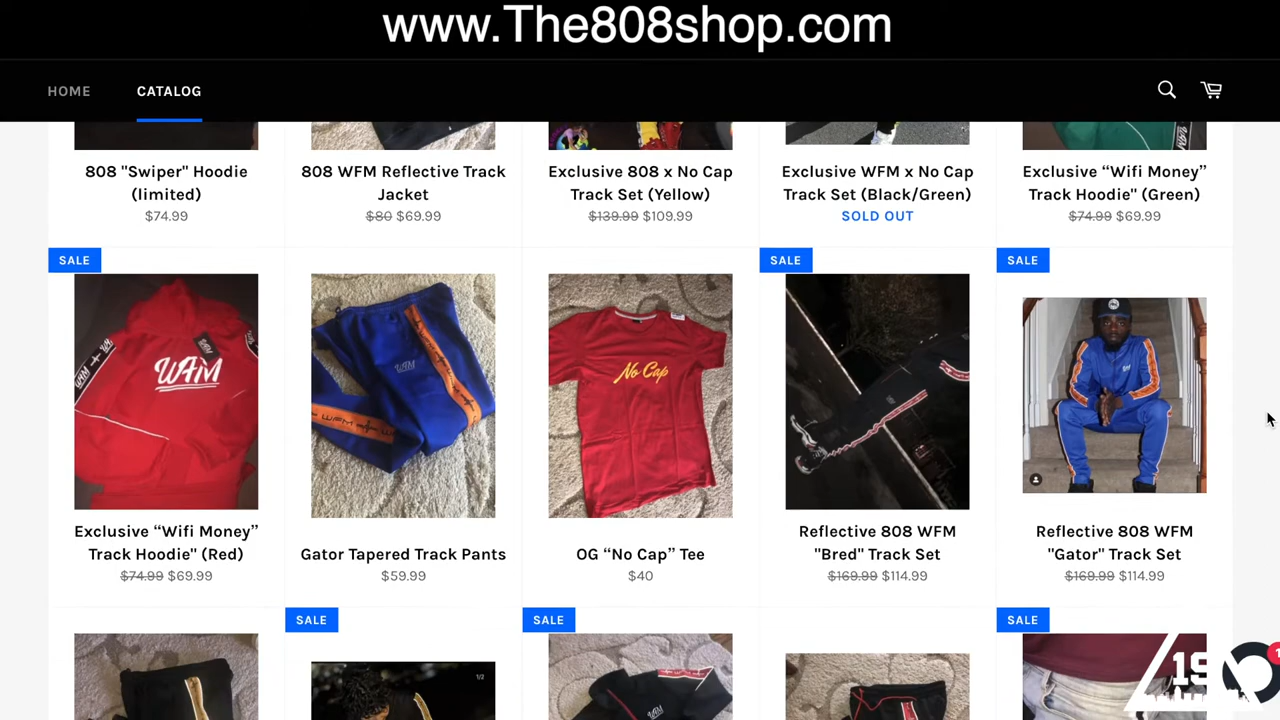 www.The808shop.com
HOME
CATALOG
808 "Swiper" Hoodie
(limited)
$74.99
808 WFM Reflective Track
Jacket
$80 $69.99
Exclusive 808 x No Cap
Track Set (Yellow)
$139.99 $109.99
Exclusive WFM x No Cap
Track Set (Black/Green)
SOLD OUT
Exclusive “Wifi Money”
Track Hoodie" (Green)
$74.99 $69.99
SALE
SALE
SALE
WFM
No Cap
Exclusive “Wifi Money”
Track Hoodie" (Red)
$74.99 $69.99
Gator Tapered Track Pants
$59.99
OG “No Cap” Tee
$40
Reflective 808 WFM
"Bred" Track Set
$169.99 $114.99
Reflective 808 WFM
"Gator" Track Set
$169.99 $114.99
SALE
SALE
SALE
1/2